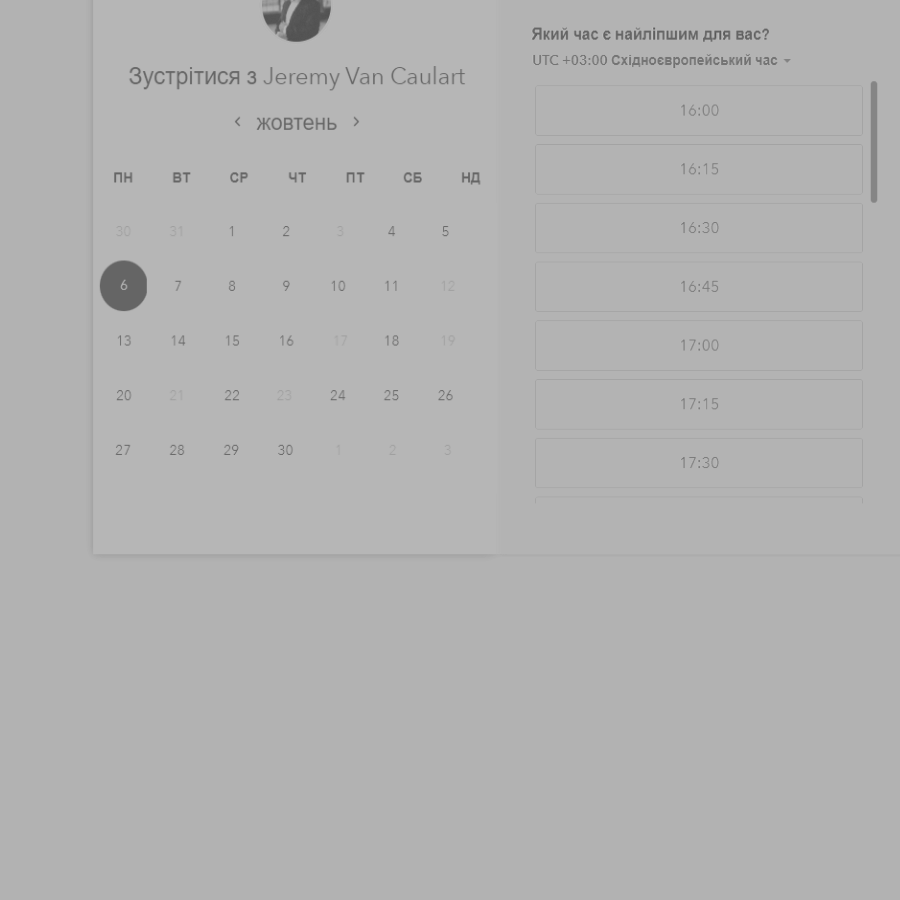 Зустрітися з Jeremy Van Caulart
жовтень
ПН ВТ СР ЧТ ПТ СБ НД
30 31 1 2 3 4 5
6 7 8 9 10 11 12
13 14 15 16 17 18 19
20 21 22 23 24 25 26
27 28 29 30 1 2 3
Який час є найліпшим для вас?
UTC +03:00 Східноєвропейський час
16:00
16:15
16:30
16:45
17:00
17:15
17:30